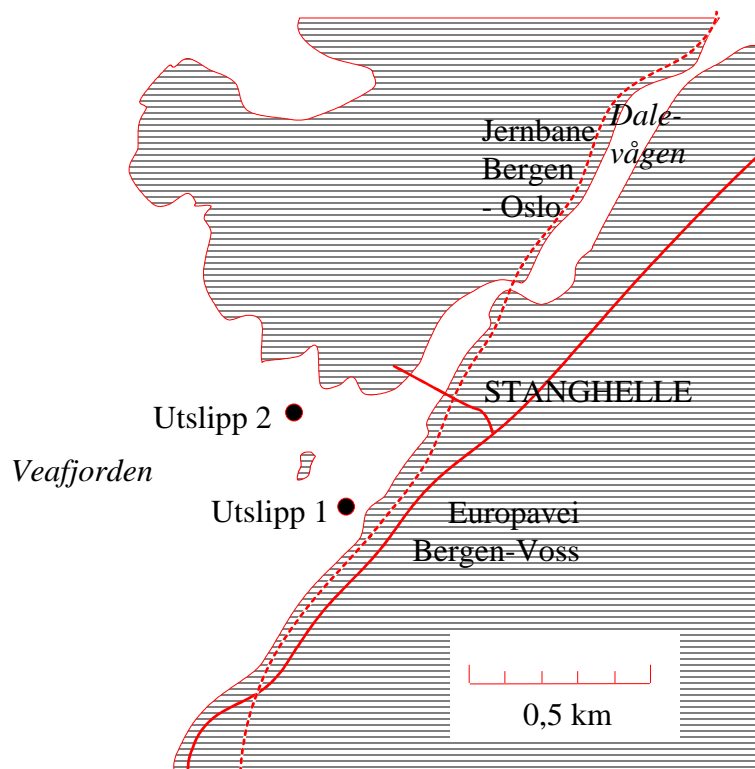 Jernbane
Bergen
- Oslo
Dale-
vågen
STANGHELLE
Utslipp 2
Veafjorden
Utslipp 1
Europavei
Bergen-Voss
0,5 km